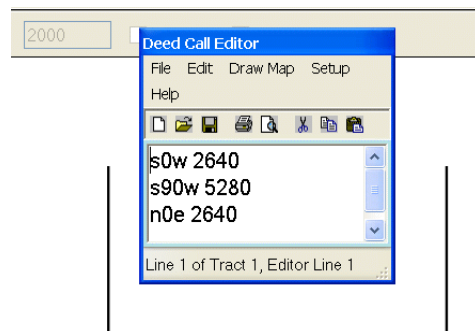 2000
Deed Call Editor
File Edit Draw Map Setup
Help
s0w 2640
s90w 5280
n0e 2640
Line 1 of Tract 1, Editor Line 1